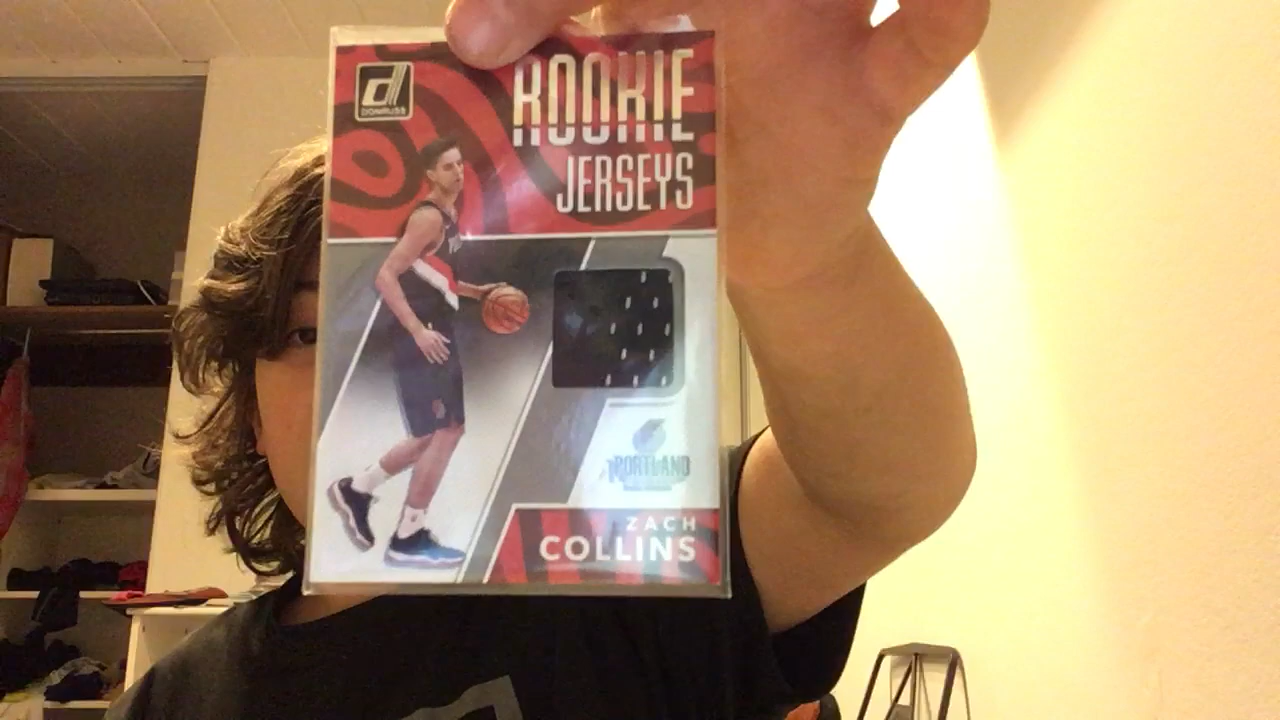 DONRUSS
ROOKIE
JERSEYS
PORTLAND
ZACH
COLLINS